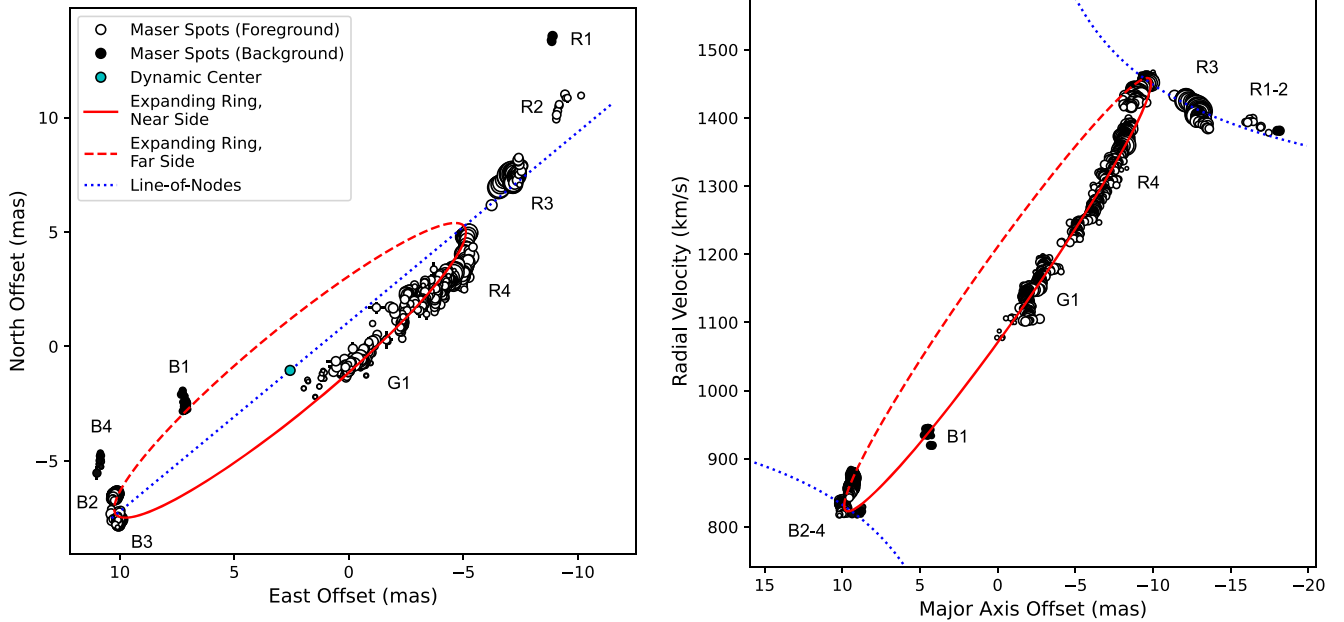 Maser Spots (Foreground)
Maser Spots (Background)
Dynamic Center
Expanding Ring,
Near Side
Expanding Ring,
Far Side
Line-of-Nodes
R1
R2
R3
R4
G1
B1
B4
B2
B3
10
5
0
−5
10
5
0
−5
−10
North Offset (mas)
East Offset (mas)
R3
R1-2
R4
G1
B1
B2-4
1500
1400
1300
1200
1100
1000
900
800
15
10
5
0
−5
−10
−15
−20
Radial Velocity (km/s)
Major Axis Offset (mas)